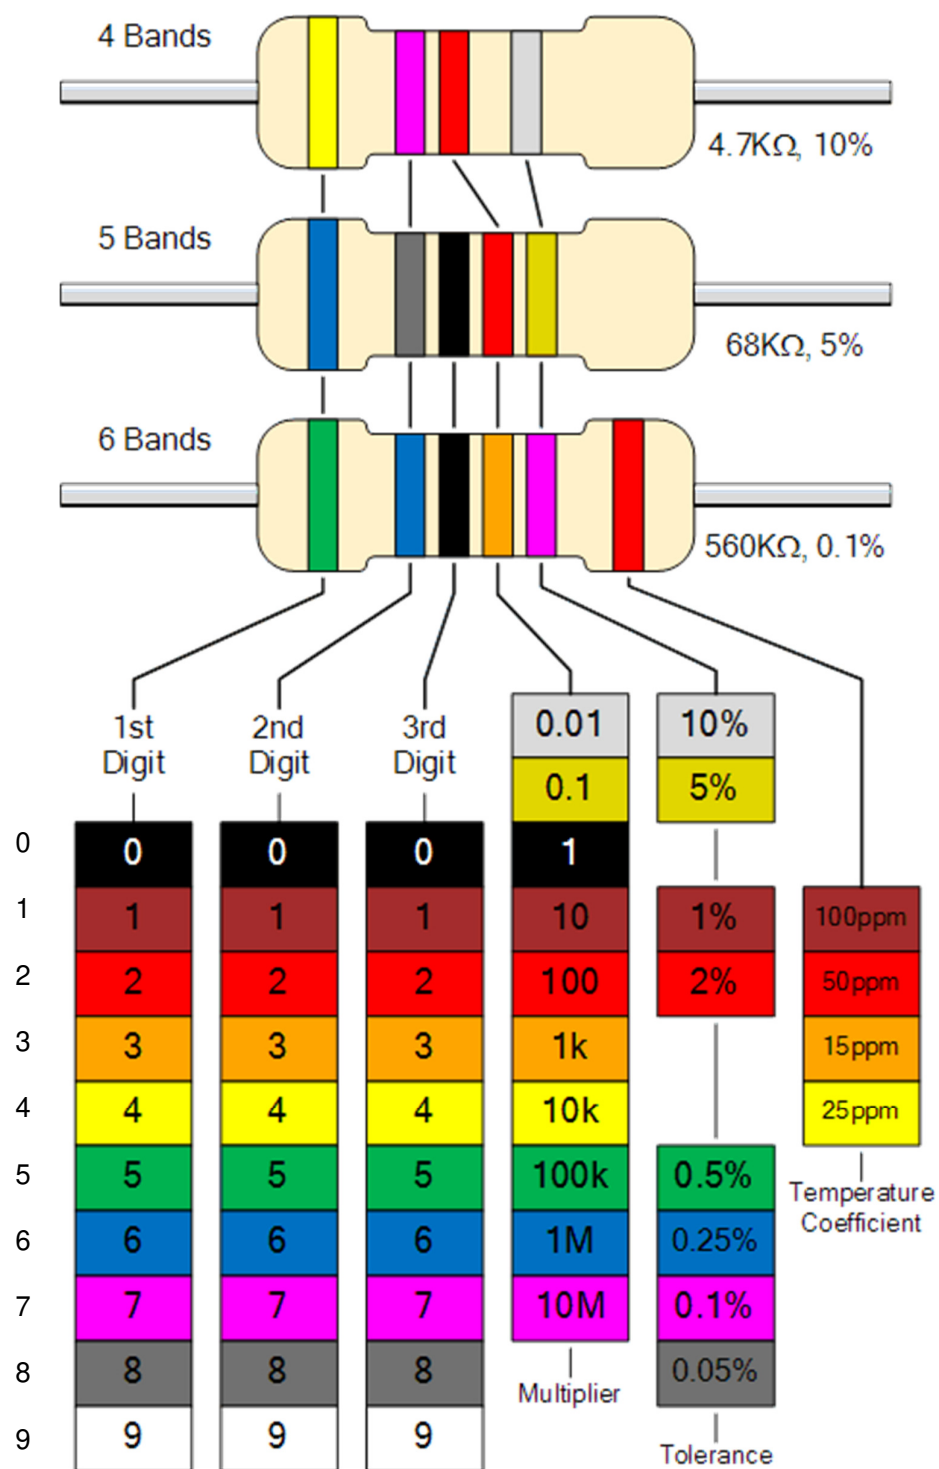 4 Bands
4.7KΩ, 10%
5 Bands
68KΩ, 5%
6 Bands
560KΩ, 0.1%
1st
Digit
2nd
Digit
3rd
Digit
0.01
10%
0.1
5%
0 0 0 0 1
1 1 1 1 10 1% 100ppm
2 2 2 2 100 2% 50ppm
3 3 3 3 1k 15ppm
4 4 4 4 10k 25ppm
5 5 5 5 100k 0.5%
Temperature
Coefficient
6 6 6 6 1M 0.25%
7 7 7 7 10M 0.1%
8 8 8 8 0.05%
Multiplier
9 9 9 9
Tolerance